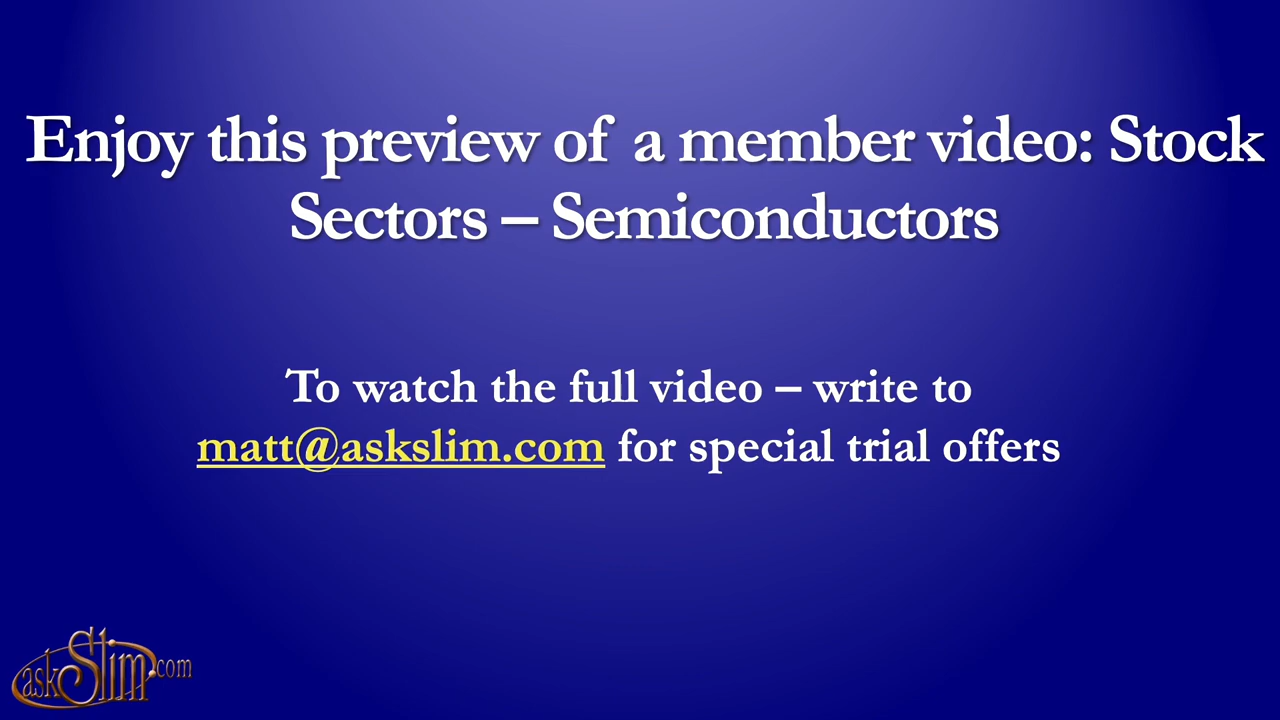 Enjoy this preview of a member video: Stock
Sectors – Semiconductors
To watch the full video – write to
matt@askslim.com for special trial offers
askSlim.com